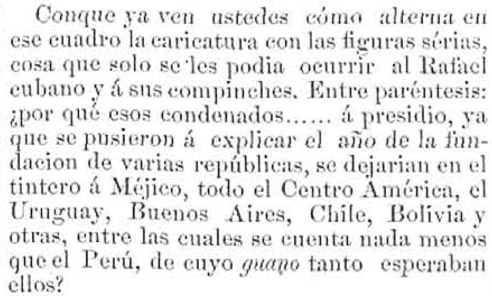 Conque ya ven ustedes cómo alterna en
ese cuadro la caricatura con las figuras sérias,
cosa que solo se les podia ocurrir al Rafael
cubano y á sus compinches. Entre paréntesis:
¿por qué esos condenados...... á presidio, ya
que se pusieron á explicar el año de la fun-
dacion de varias repúblicas, se dejarian en el
tintero á Méjico, todo el Centro América, el
Uruguay, Buenos Aires, Chile, Bolivia y
otras, entre las cuales se cuenta nada menos
que el Perú, de cuyo guano tanto esperaban
ellos?